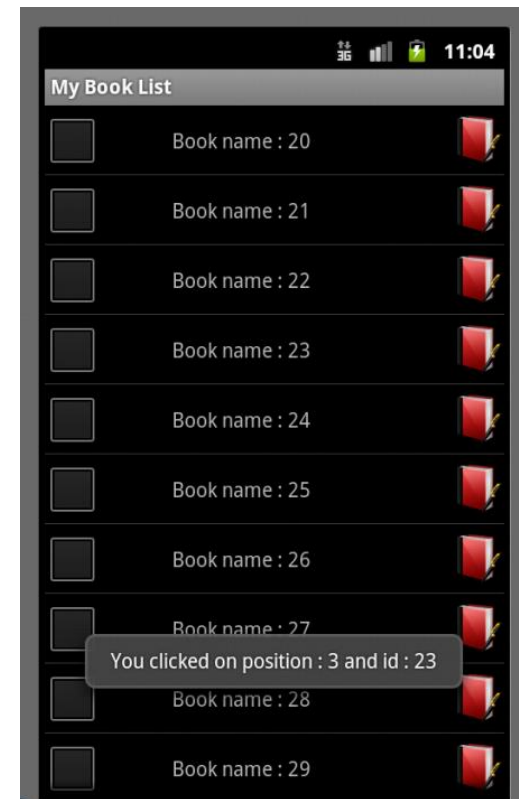 3G 11:04
My Book List
Book name : 20
Book name : 21
Book name : 22
Book name : 23
Book name : 24
Book name : 25
Book name : 26
Book name : 27
You clicked on position : 3 and id : 23
Book name : 28
Book name : 29